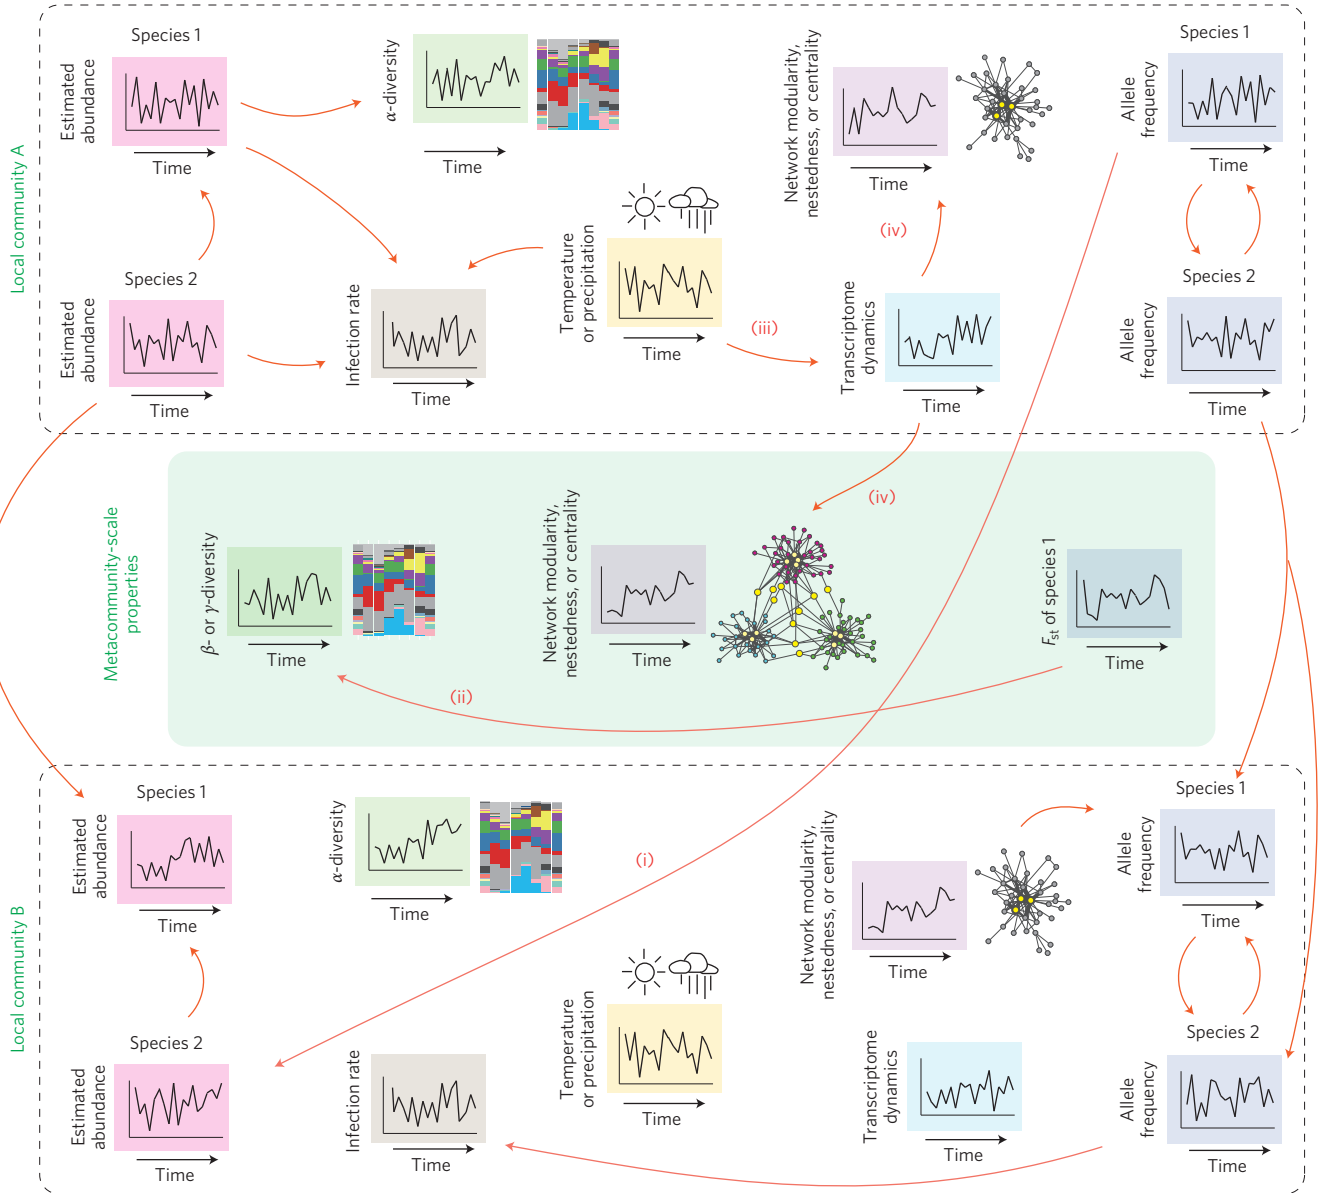 Local community A
Species 1
Estimated
abundance
Time
α-diversity
Time
Network modularity,
nestedness, or centrality
Time
Species 1
Allele
frequency
Time
Species 2
Estimated
abundance
Time
Infection rate
Time
Temperature
or precipitation
Time
(iii)
(iv)
Transcriptome
dynamics
Time
Species 2
Allele
frequency
Time
Metacommunity-scale
properties
β- or γ-diversity
Time
(ii)
Network modularity,
nestedness, or centrality
Time
(iv)
Fst of species 1
Time
Local community B
Species 1
Estimated
abundance
Time
α-diversity
Time
(i)
Network modularity,
nestedness, or centrality
Time
Species 1
Allele
frequency
Time
Species 2
Estimated
abundance
Time
Infection rate
Time
Temperature
or precipitation
Time
Transcriptome
dynamics
Time
Species 2
Allele
frequency
Time